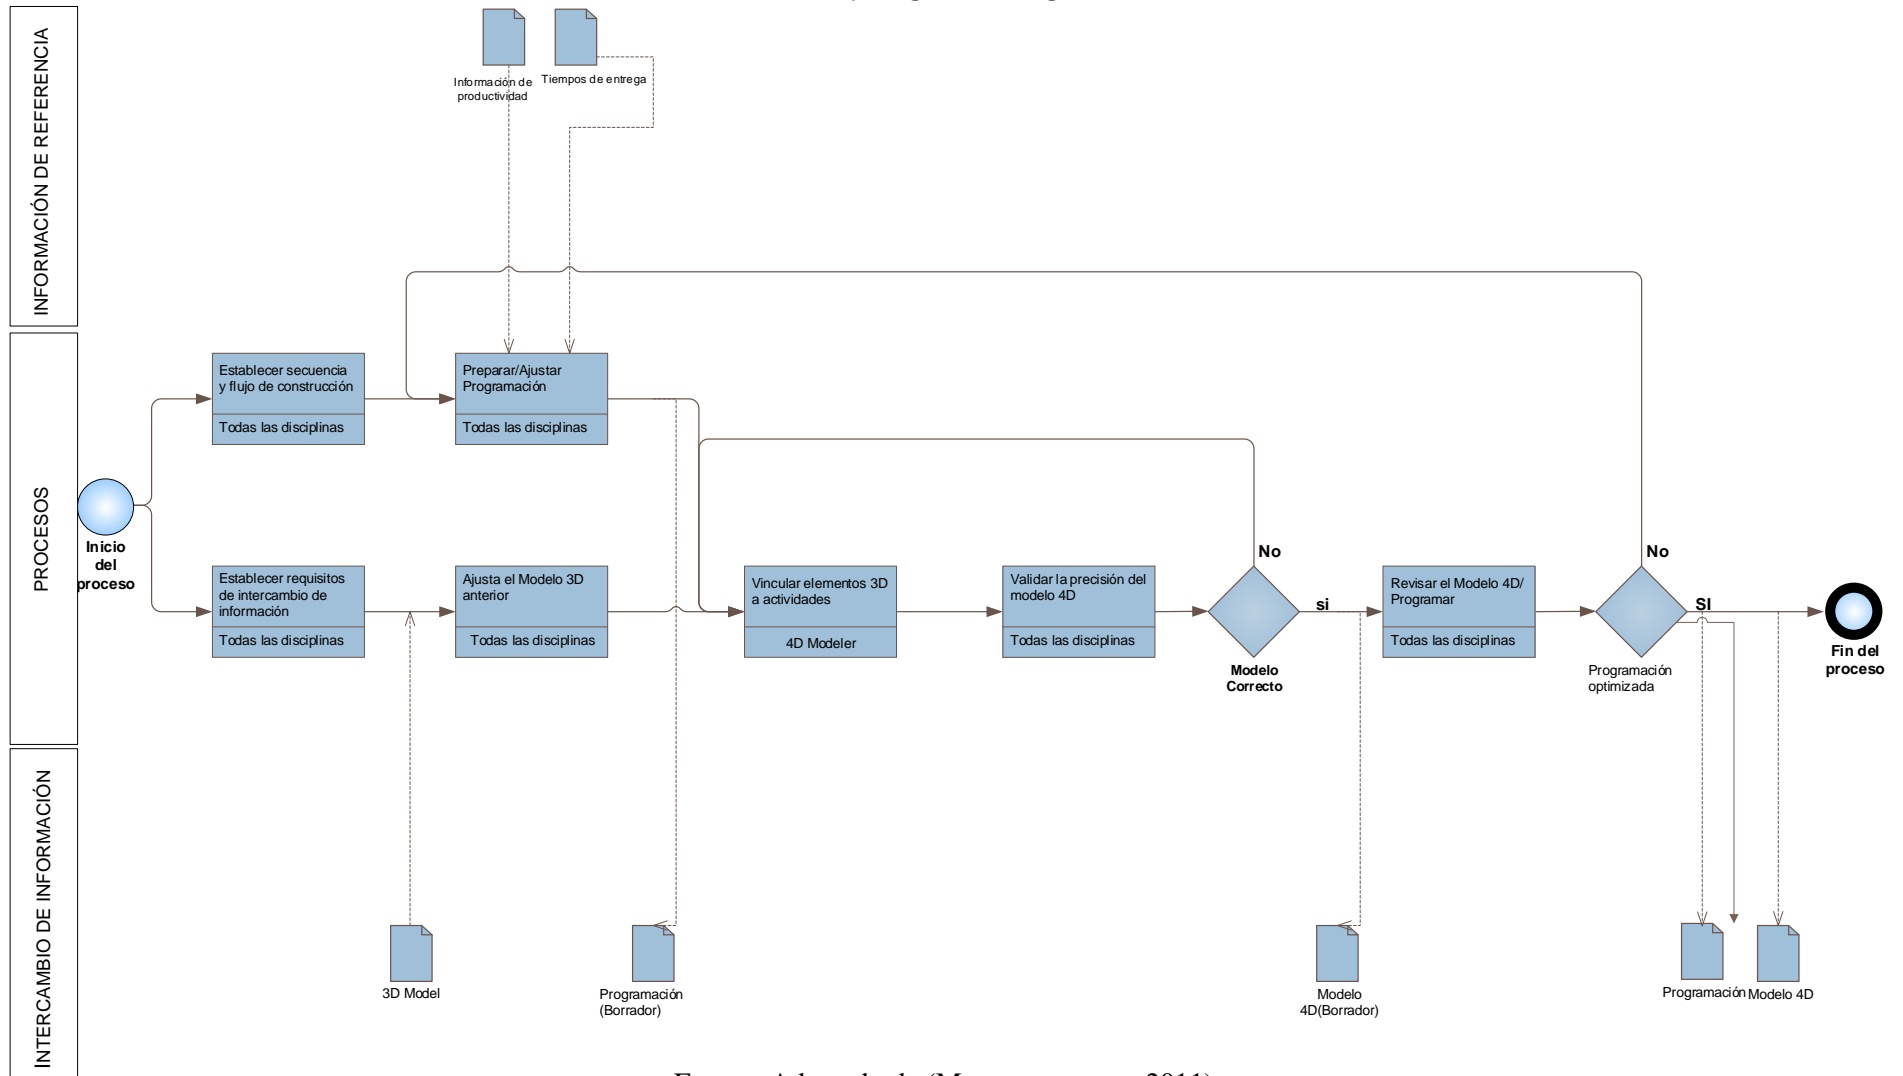 INFORMACIÓN DE REFERENCIA
Información de
productividad
Tiempos de entrega
PROCESOS
Inicio
del
proceso
Establecer secuencia
y flujo de construcción
Todas las disciplinas
Preparar/Ajustar
Programación
Todas las disciplinas
Establecer requisitos
de intercambio de
información
Todas las disciplinas
Ajusta el Modelo 3D
anterior
Todas las disciplinas
Vincular elementos 3D
a actividades
4D Modeler
Validar la precisión del
modelo 4D
Todas las disciplinas
No
si
Modelo
Correcto
Revisar el Modelo 4D/
Programar
Todas las disciplinas
No
SI
Programación
optimizada
Fin del
proceso
INTERCAMBIO DE INFORMACIÓN
3D Model
Programación
(Borrador)
Modelo
4D(Borrador)
Programación
Modelo 4D